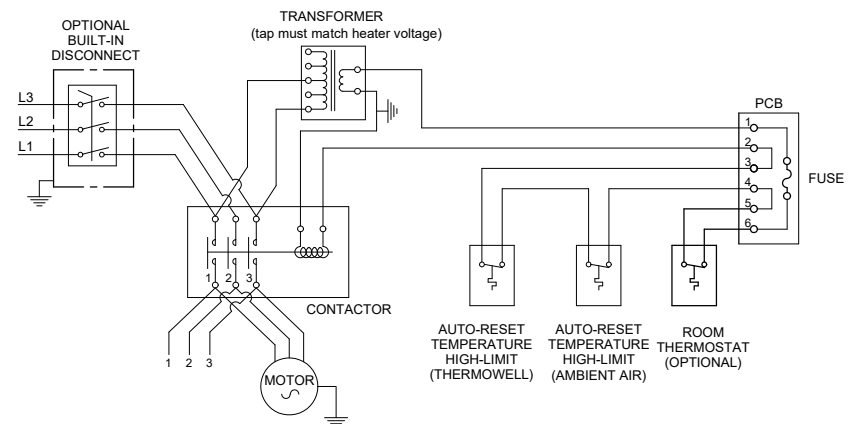 OPTIONAL
BUILT-IN
DISCONNECT
TRANSFORMER
(tap must match heater voltage)
L3
L2
L1
PCB
1
2
3
4
5
6
FUSE
1 2 3
CONTACTOR
1 2 3
MOTOR
AUTO-RESET
TEMPERATURE
HIGH-LIMIT
(THERMOWELL)
AUTO-RESET
TEMPERATURE
HIGH-LIMIT
(AMBIENT AIR)
ROOM
THERMOSTAT
(OPTIONAL)